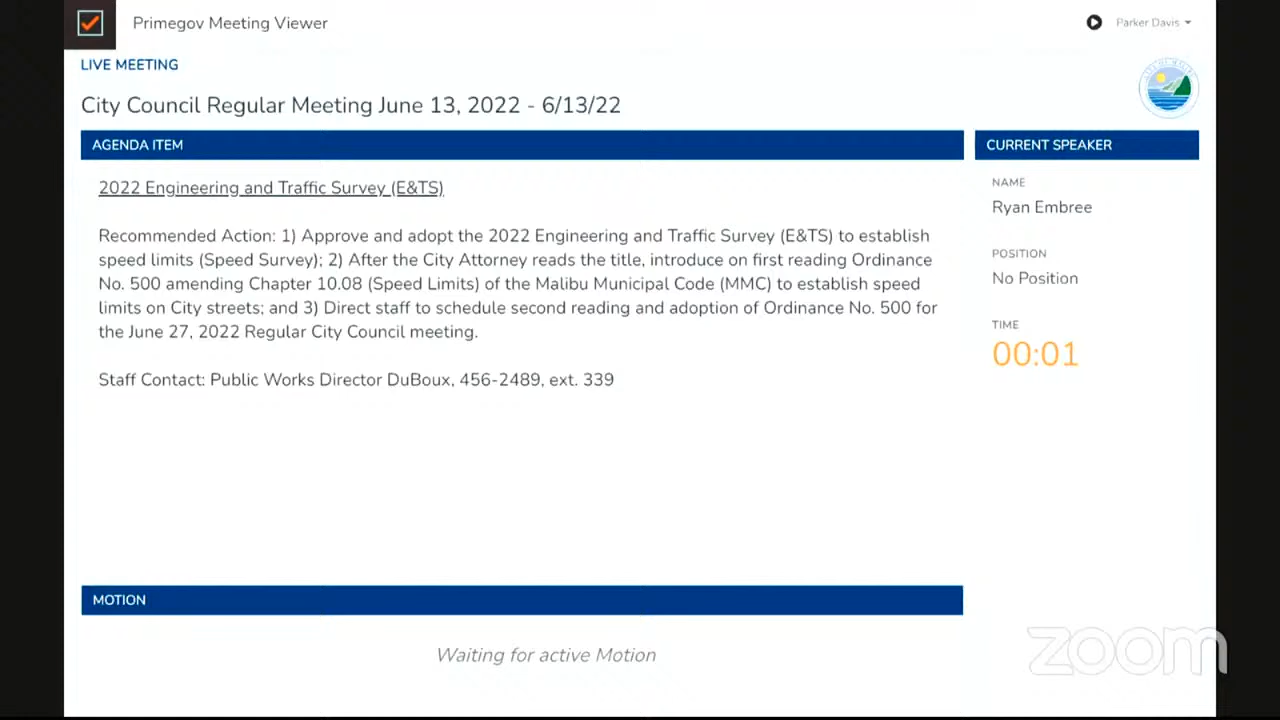 Primegov Meeting Viewer
Parker Davis
LIVE MEETING
City Council Regular Meeting June 13, 2022 - 6/13/22
AGENDA ITEM
CURRENT SPEAKER
2022 Engineering and Traffic Survey (E&TS)
Recommended Action: 1) Approve and adopt the 2022 Engineering and Traffic Survey (E&TS) to establish
speed limits (Speed Survey); 2) After the City Attorney reads the title, introduce on first reading Ordinance
No. 500 amending Chapter 10.08 (Speed Limits) of the Malibu Municipal Code (MMC) to establish speed
limits on City streets; and 3) Direct staff to schedule second reading and adoption of Ordinance No. 500 for
the June 27, 2022 Regular City Council meeting.
Staff Contact: Public Works Director DuBoux, 456-2489, ext. 339
NAME
Ryan Embree
POSITION
No Position
TIME
00:01
MOTION
Waiting for active Motion
zoom